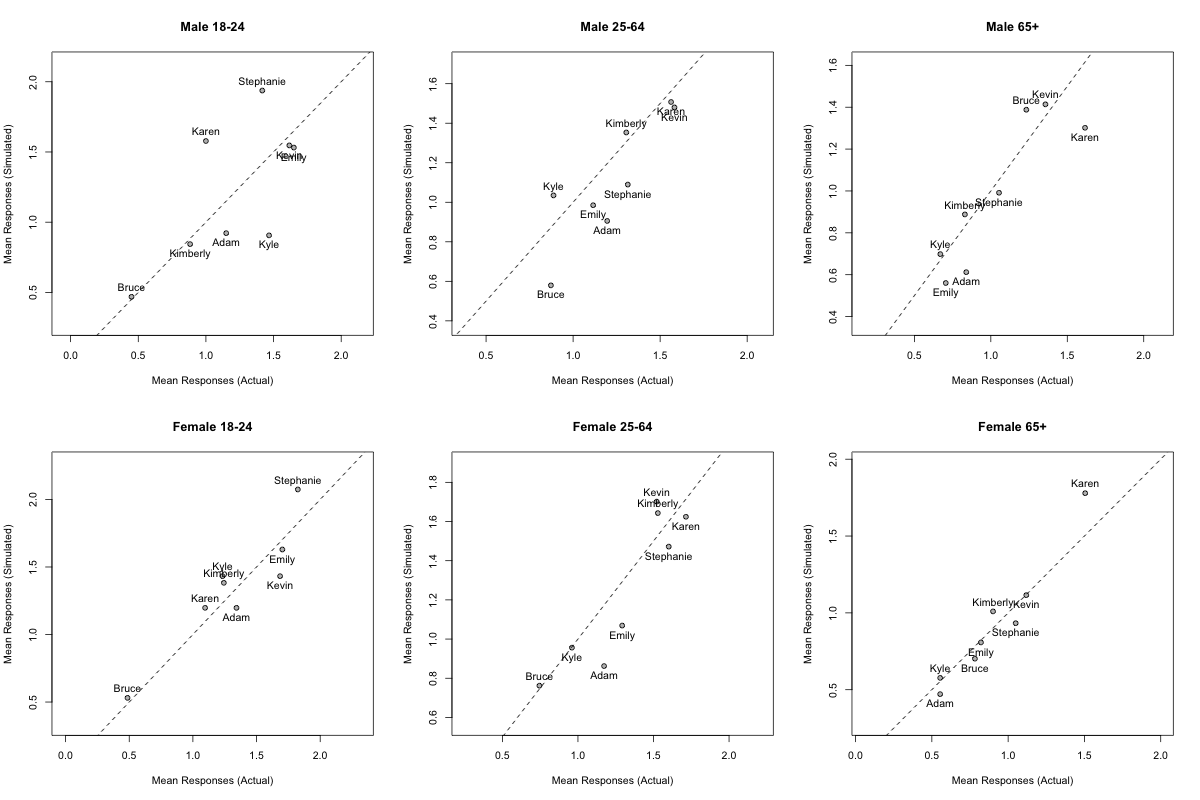 Male 18-24
Mean Responses (Simulated)
2.0
1.5
1.0
0.5
Stephanie
Karen
Kevin
Emily
Adam
Kyle
Kimberly
Bruce
0.0 0.5 1.0 1.5 2.0
Mean Responses (Actual)
Male 25-64
Mean Responses (Simulated)
1.6
1.4
1.2
1.0
0.8
0.6
0.4
Karen
Kevin
Kimberly
Stephanie
Kyle
Emily
Adam
Bruce
0.5 1.0 1.5 2.0
Mean Responses (Actual)
Male 65+
Mean Responses (Simulated)
1.6
1.4
1.2
1.0
0.8
0.6
0.4
Kevin
Bruce
Karen
Stephanie
Kimberly
Kyle
Adam
Emily
0.5 1.0 1.5 2.0
Mean Responses (Actual)
Female 18-24
Mean Responses (Simulated)
2.0
1.5
1.0
0.5
Stephanie
Emily
Kyle
Kimberly
Kevin
Karen
Adam
Bruce
0.0 0.5 1.0 1.5 2.0
Mean Responses (Actual)
Female 25-64
Mean Responses (Simulated)
1.8
1.6
1.4
1.2
1.0
0.8
0.6
Kevin
Kimberly
Karen
Stephanie
Emily
Kyle
Adam
Bruce
0.5 1.0 1.5 2.0
Mean Responses (Actual)
Female 65+
Mean Responses (Simulated)
2.0
1.5
1.0
0.5
Karen
Kimberly
Kevin
Stephanie
Emily
Bruce
Kyle
Adam
0.0 0.5 1.0 1.5 2.0
Mean Responses (Actual)